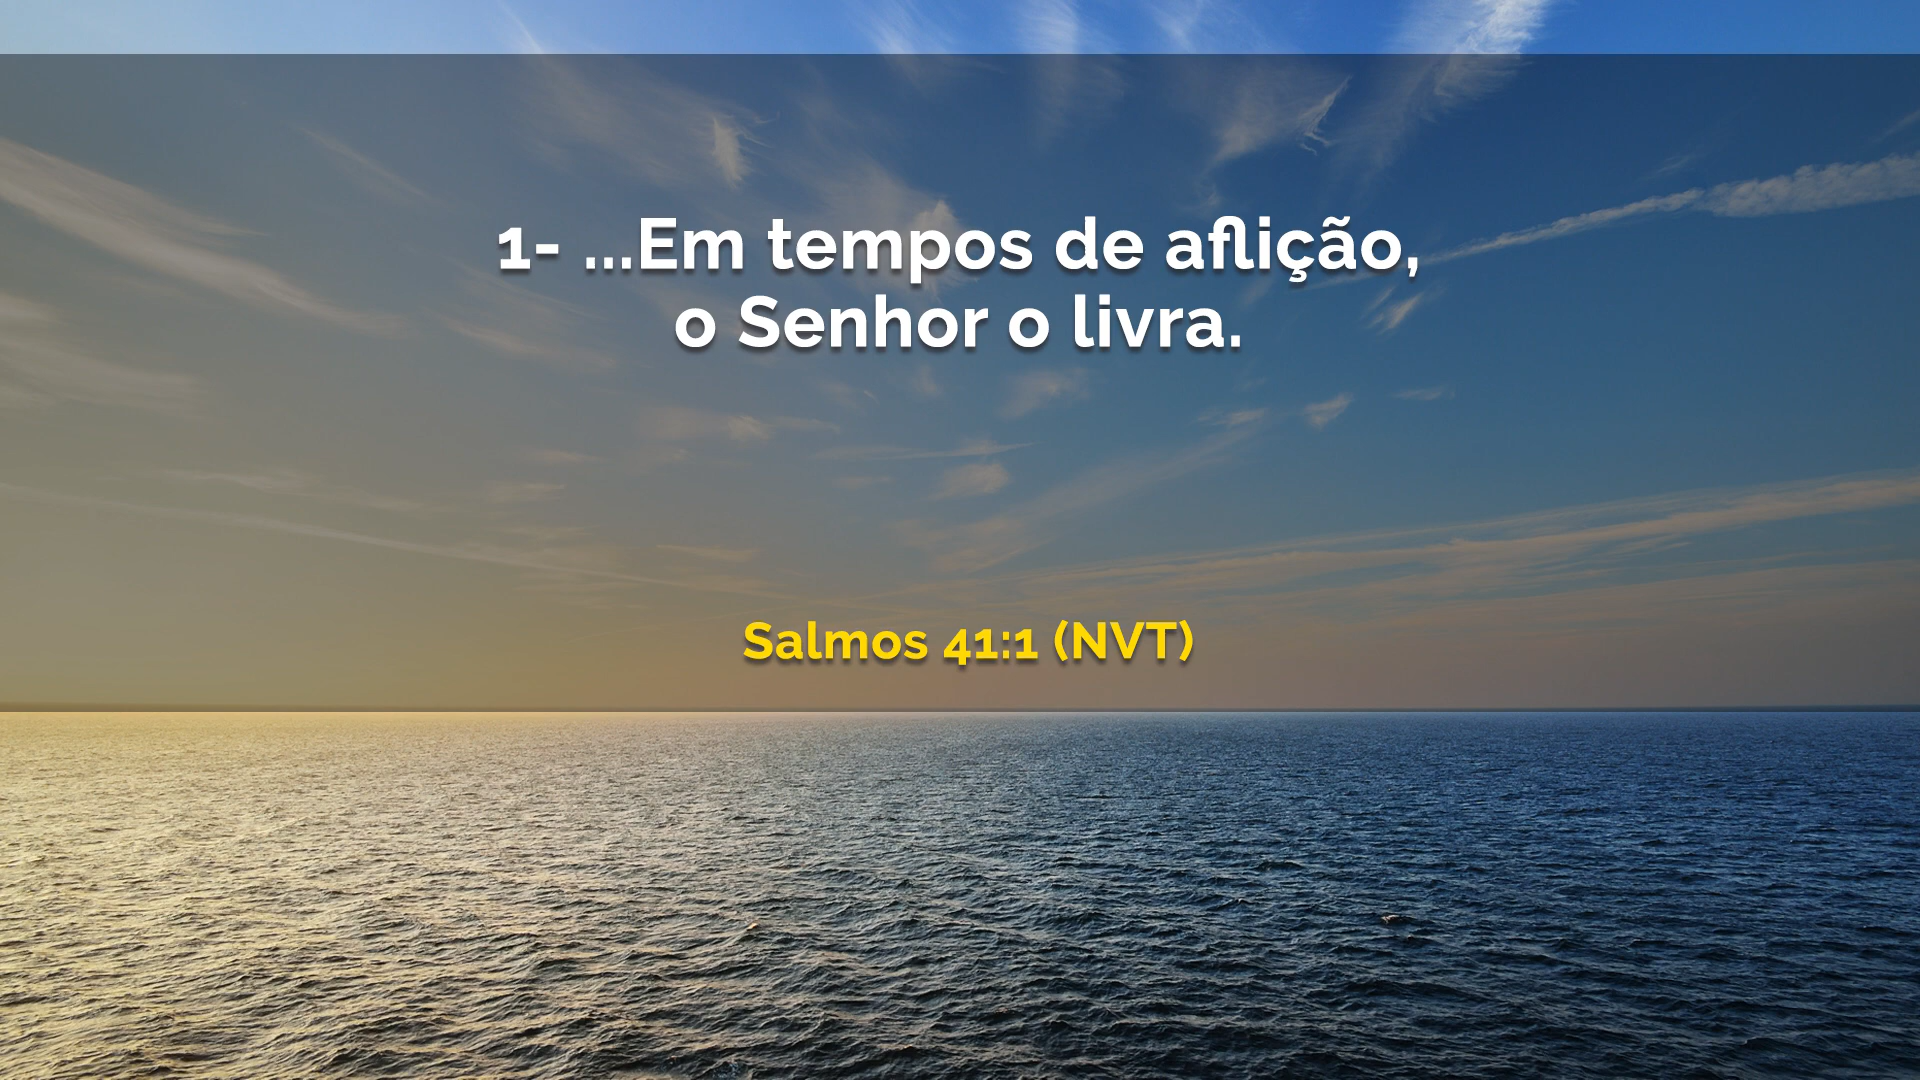 1- ...Em tempos de aflição,
o Senhor o livra.
Salmos 41:1 (NVT)